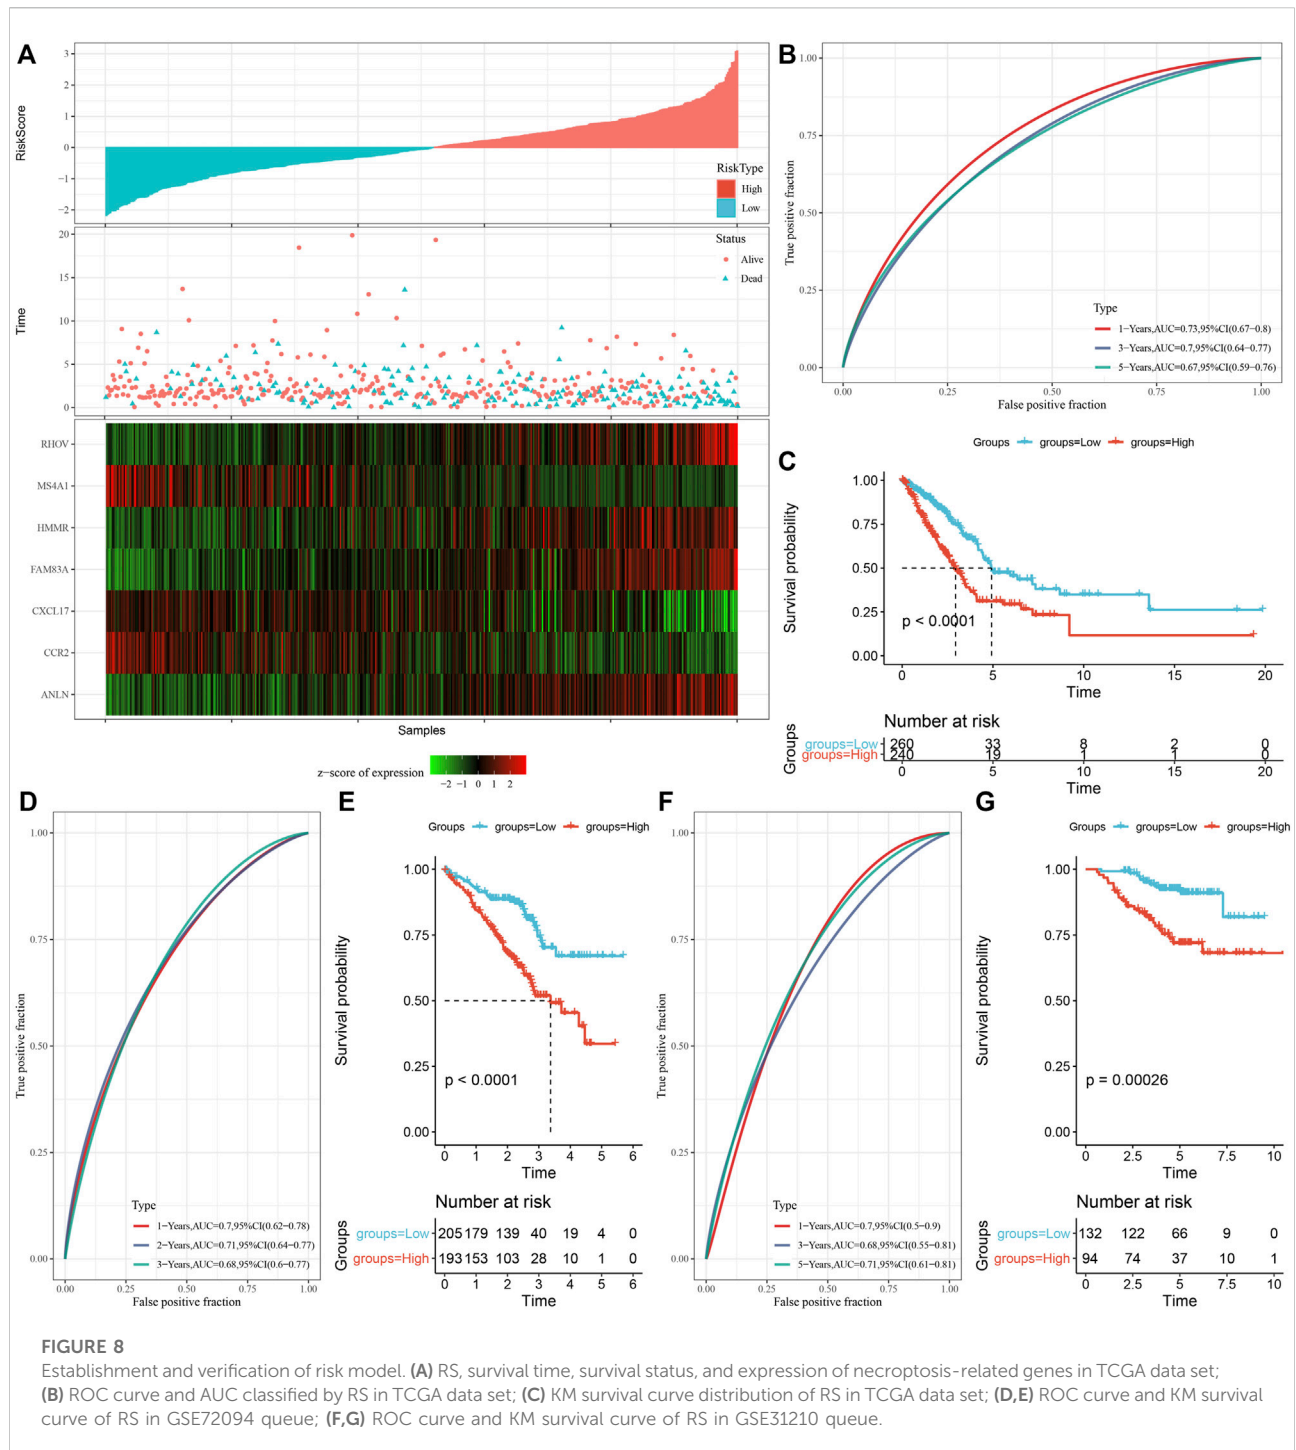 A
RiskScore
3
2
1
0
−1
−2
RiskType
High
Low
Time
20
15
10
5
0
Status
Alive
Dead
RHOV
MS4A1
HMMR
FAM83A
CXCL17
CCR2
ANLN
Samples
z−score of expression
−2 −1 0 1 2
B
True positive fraction
1.00
0.75
0.50
0.25
0.00
Type
1−Years,AUC=0.73,95%CI(0.67−0.8)
3−Years,AUC=0.7,95%CI(0.64−0.77)
5−Years,AUC=0.67,95%CI(0.59−0.76)
0.00 0.25 0.50 0.75 1.00
False positive fraction
C
Groups groups=Low groups=High
Survival probability
1.00
0.75
0.50
0.25
0.00
p < 0.0001
0 5 10 15 20
Time
Number at risk
Groups
groups=Low 260 33 8 2 0
groups=High 240 19 1 1 0
0 5 10 15 20
Time
D
True positive fraction
1.00
0.75
0.50
0.25
0.00
Type
1−Years,AUC=0.7,95%CI(0.62−0.78)
2−Years,AUC=0.71,95%CI(0.64−0.77)
3−Years,AUC=0.68,95%CI(0.6−0.77)
0.00 0.25 0.50 0.75 1.00
False positive fraction
E
Groups groups=Low groups=High
Survival probability
1.00
0.75
0.50
0.25
0.00
p < 0.0001
0 1 2 3 4 5 6
Time
Number at risk
Groups
groups=Low 205 179 139 40 19 4 0
groups=High 193 153 103 28 10 1 0
0 1 2 3 4 5 6
Time
F
True positive fraction
1.00
0.75
0.50
0.25
0.00
Type
1−Years,AUC=0.7,95%CI(0.5−0.9)
3−Years,AUC=0.68,95%CI(0.55−0.81)
5−Years,AUC=0.71,95%CI(0.61−0.81)
0.00 0.25 0.50 0.75 1.00
False positive fraction
G
Groups groups=Low groups=High
Survival probability
1.00
0.75
0.50
0.25
0.00
p = 0.00026
0 2.5 5 7.5 10
Time
Number at risk
Groups
groups=Low 132 122 66 9 0
groups=High 94 74 37 10 1
0 2.5 5 7.5 10
Time
FIGURE 8
Establishment and verification of risk model. (A) RS, survival time, survival status, and expression of necroptosis-related genes in TCGA data set;
(B) ROC curve and AUC classified by RS in TCGA data set; (C) KM survival curve distribution of RS in TCGA data set; (D,E) ROC curve and KM survival
curve of RS in GSE72094 queue; (F,G) ROC curve and KM survival curve of RS in GSE31210 queue.